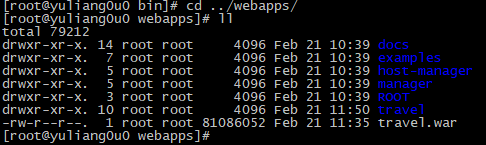 [root@yuliang0u0 bin]# cd ../webapps/
[root@yuliang0u0 webapps]# ll
total 79212
drwxr-xr-x. 14 root root     4096 Feb 21 10:39 docs
drwxr-xr-x.  7 root root     4096 Feb 21 10:39 examples
drwxr-xr-x.  5 root root     4096 Feb 21 10:39 host-manager
drwxr-xr-x.  5 root root     4096 Feb 21 10:39 manager
drwxr-xr-x.  3 root root     4096 Feb 21 10:39 ROOT
drwxr-xr-x. 10 root root     4096 Feb 21 11:50 travel
-rw-r--r--.  1 root root 81086052 Feb 21 11:35 travel.war
[root@yuliang0u0 webapps]#